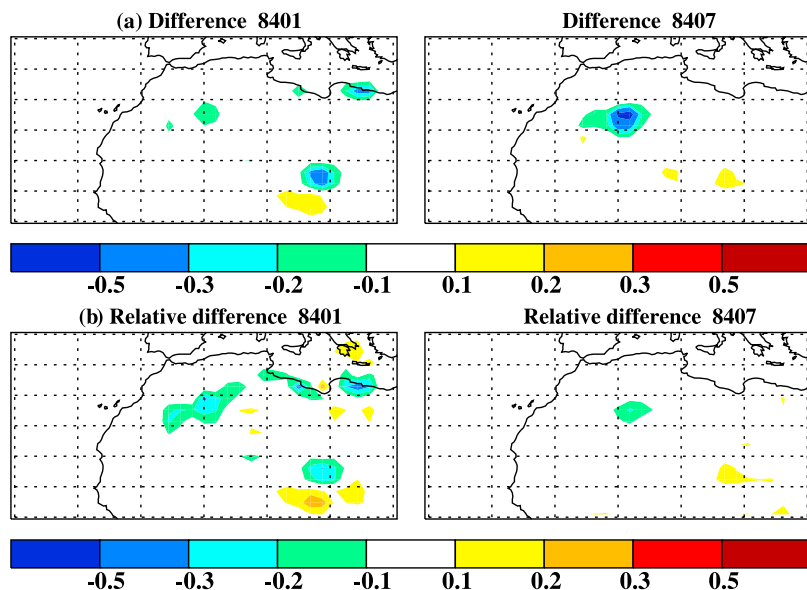 (a) Difference 8401
Difference 8407
-0.5 -0.3 -0.2 -0.1 0.1 0.2 0.3 0.5
(b) Relative difference 8401
Relative difference 8407
-0.5 -0.3 -0.2 -0.1 0.1 0.2 0.3 0.5